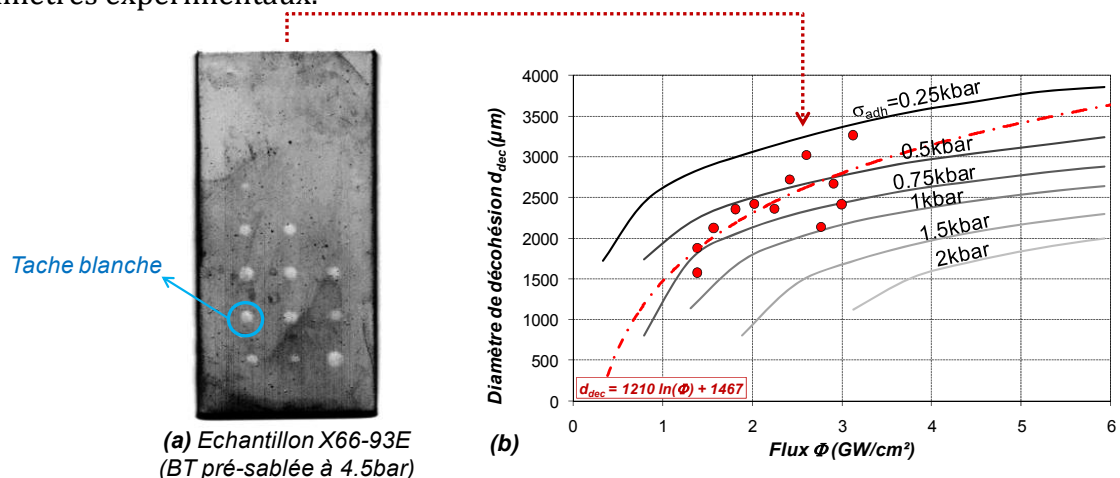 mètres expérimentaux.
Tache blanche
(a) Echantillon X66-93E
(BT pré-sablée à 4.5bar)
(b)
Diamètre de décohésion d_dec (µm)
4000
3500
3000
2500
2000
1500
1000
500
0
σ_adh=0.25kbar
0.5kbar
0.75kbar
1kbar
1.5kbar
2kbar
d_dec = 1210 ln(Φ) + 1467
0 1 2 3 4 5 6
Flux Φ (GW/cm²)